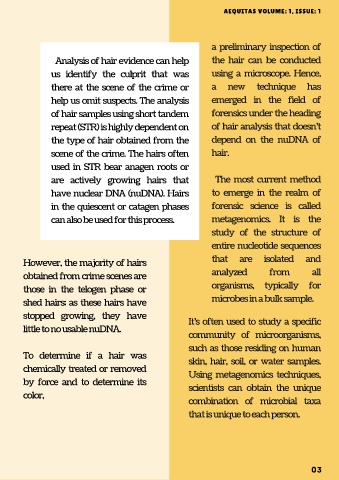 AEQUITAS VOLUME: 1, ISSUE: 1
Analysis of hair evidence can help
us identify the culprit that was
there at the scene of the crime or
help us omit suspects. The analysis
of hair samples using short tandem
repeat (STR) is highly dependent on
the type of hair obtained from the
scene of the crime. The hairs often
used in STR bear anagen roots or
are actively growing hairs that
have nuclear DNA (nuDNA). Hairs
in the quiescent or catagen phases
can also be used for this process.
However, the majority of hairs
obtained from crime scenes are
those in the telogen phase or
shed hairs; as these hairs have
stopped growing, they have
little to no usable nuDNA.
To determine if a hair was
chemically treated or removed
by force and to determine its
color,
a preliminary inspection of
the hair can be conducted
using a microscope. Hence,
a new technique has
emerged in the field of
forensics under the heading
of hair analysis that doesn't
depend on the nuDNA of
hair.
The most current method
to emerge in the realm of
forensic science is called
metagenomics. It is the
study of the structure of
entire nucleotide sequences
that are isolated and
analyzed from all
organisms, typically for
microbes in a bulk sample.
It's often used to study a specific
community of microorganisms,
such as those residing on human
skin, hair, soil, or water samples.
Using metagenomics techniques,
scientists can obtain the unique
combination of microbial taxa
that is unique to each person.
03